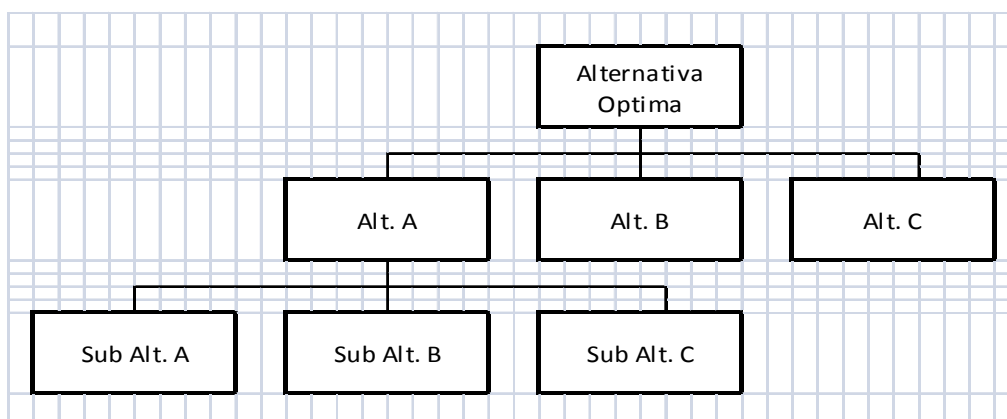 Alternativa
Optima
Alt. A
Alt. B
Alt. C
Sub Alt. A
Sub Alt. B
Sub Alt. C